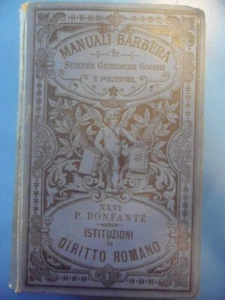 MANUALI BARBÈRA
DI
SCIENZE GIURIDICHE SOCIALI
E POLITICHE
XXVI
P. BONFANTE
ISTITUZIONI
DI
DIRITTO ROMANO